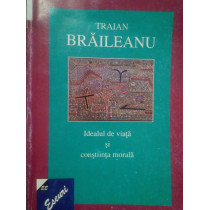 TRAIAN
BRĂILEANU
Idealul de viață
și
conștiința morală
Eseuri